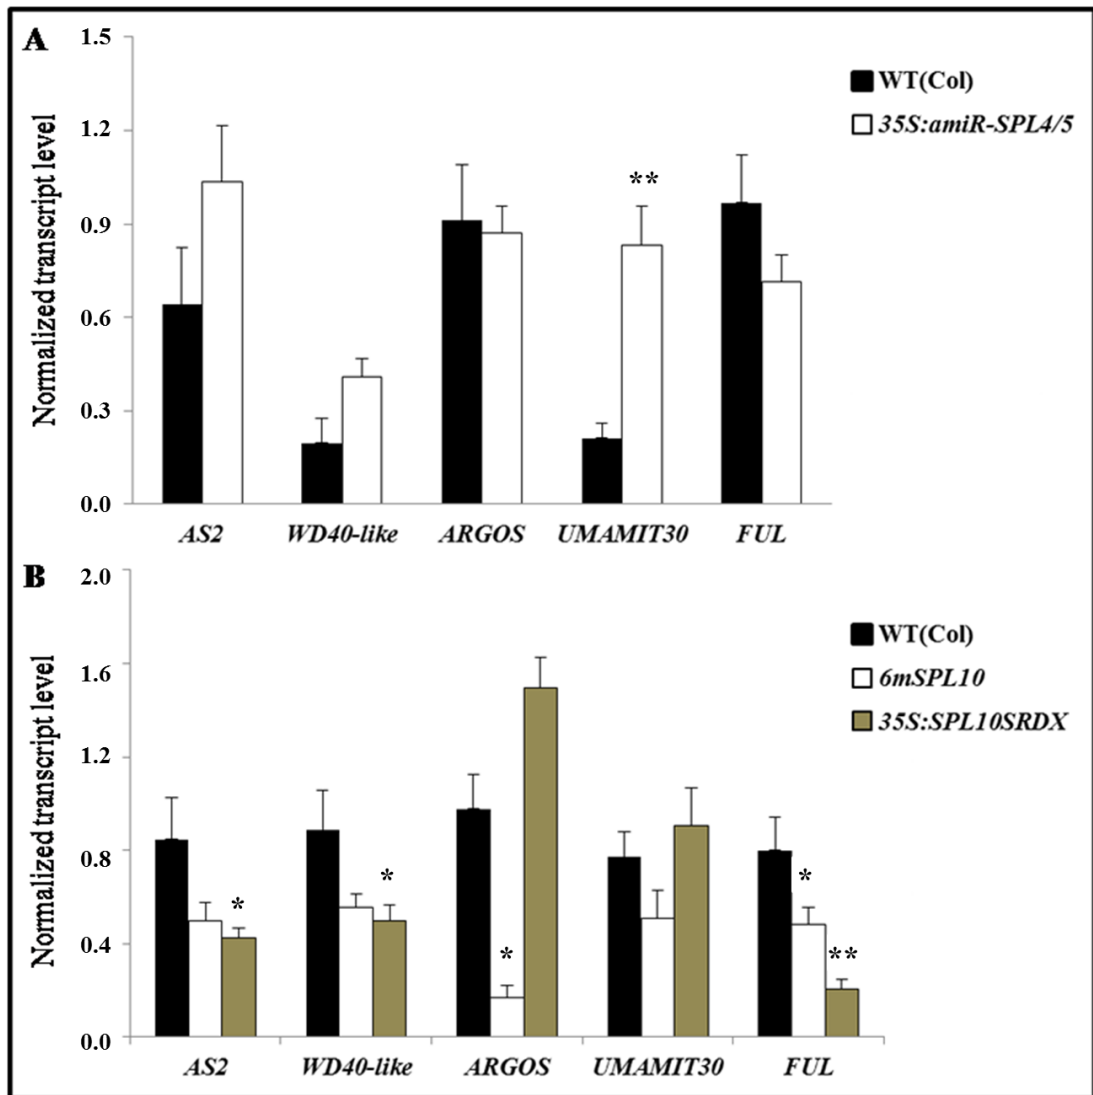 A
1.5
1.2
0.9
0.6
0.3
0.0
Normalized transcript level
WT(Col)
35S:amiR-SPL4/5
**
AS2 WD40-like ARGOS UMAMIT30 FUL
B
2.0
1.6
1.2
0.8
0.4
0.0
Normalized transcript level
WT(Col)
6mSPL10
35S:SPL10SRDX
*
*
*
*
**
AS2 WD40-like ARGOS UMAMIT30 FUL